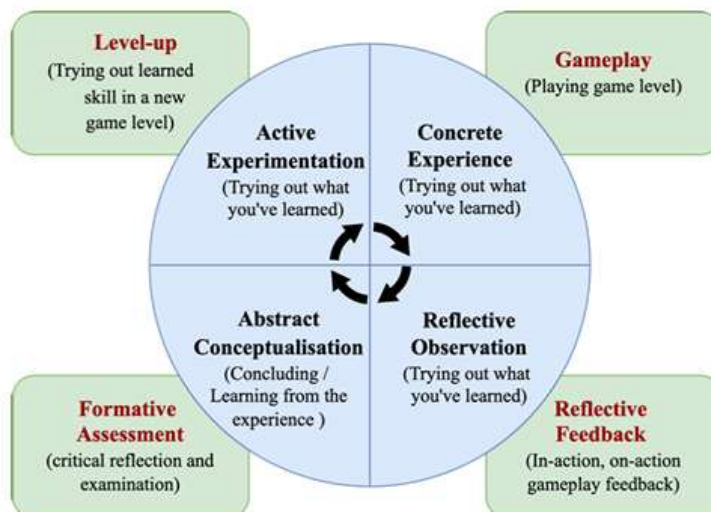 Level-up
(Trying out learned
skill in a new
game level)
Gameplay
(Playing game level)
Active
Experimentation
(Trying out what
you've learned)
Concrete
Experience
(Trying out what
you've learned)
Abstract
Conceptualisation
(Concluding /
Learning from the
experience )
Reflective
Observation
(Trying out what
you've learned)
Formative
Assessment
(critical reflection and
examination)
Reflective
Feedback
(In-action, on-action
gameplay feedback)